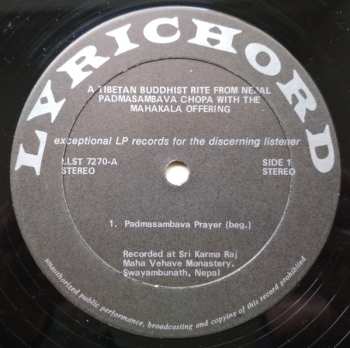 LYRICHORD
A TIBETAN BUDDHIST RITE FROM NEPAL
PADMASAMBAVA CHOPA WITH THE
MAHAKALA OFFERING
exceptional LP records for the discerning listener
LLST 7270-A SIDE 1
STEREO STEREO
1. Padmasambava Prayer (beg.)
Recorded at Sri Karma Raj
Maha Vehave Monastery,
Swayambunath, Nepal
unauthorized public performance, broadcasting and copying of this record prohibited